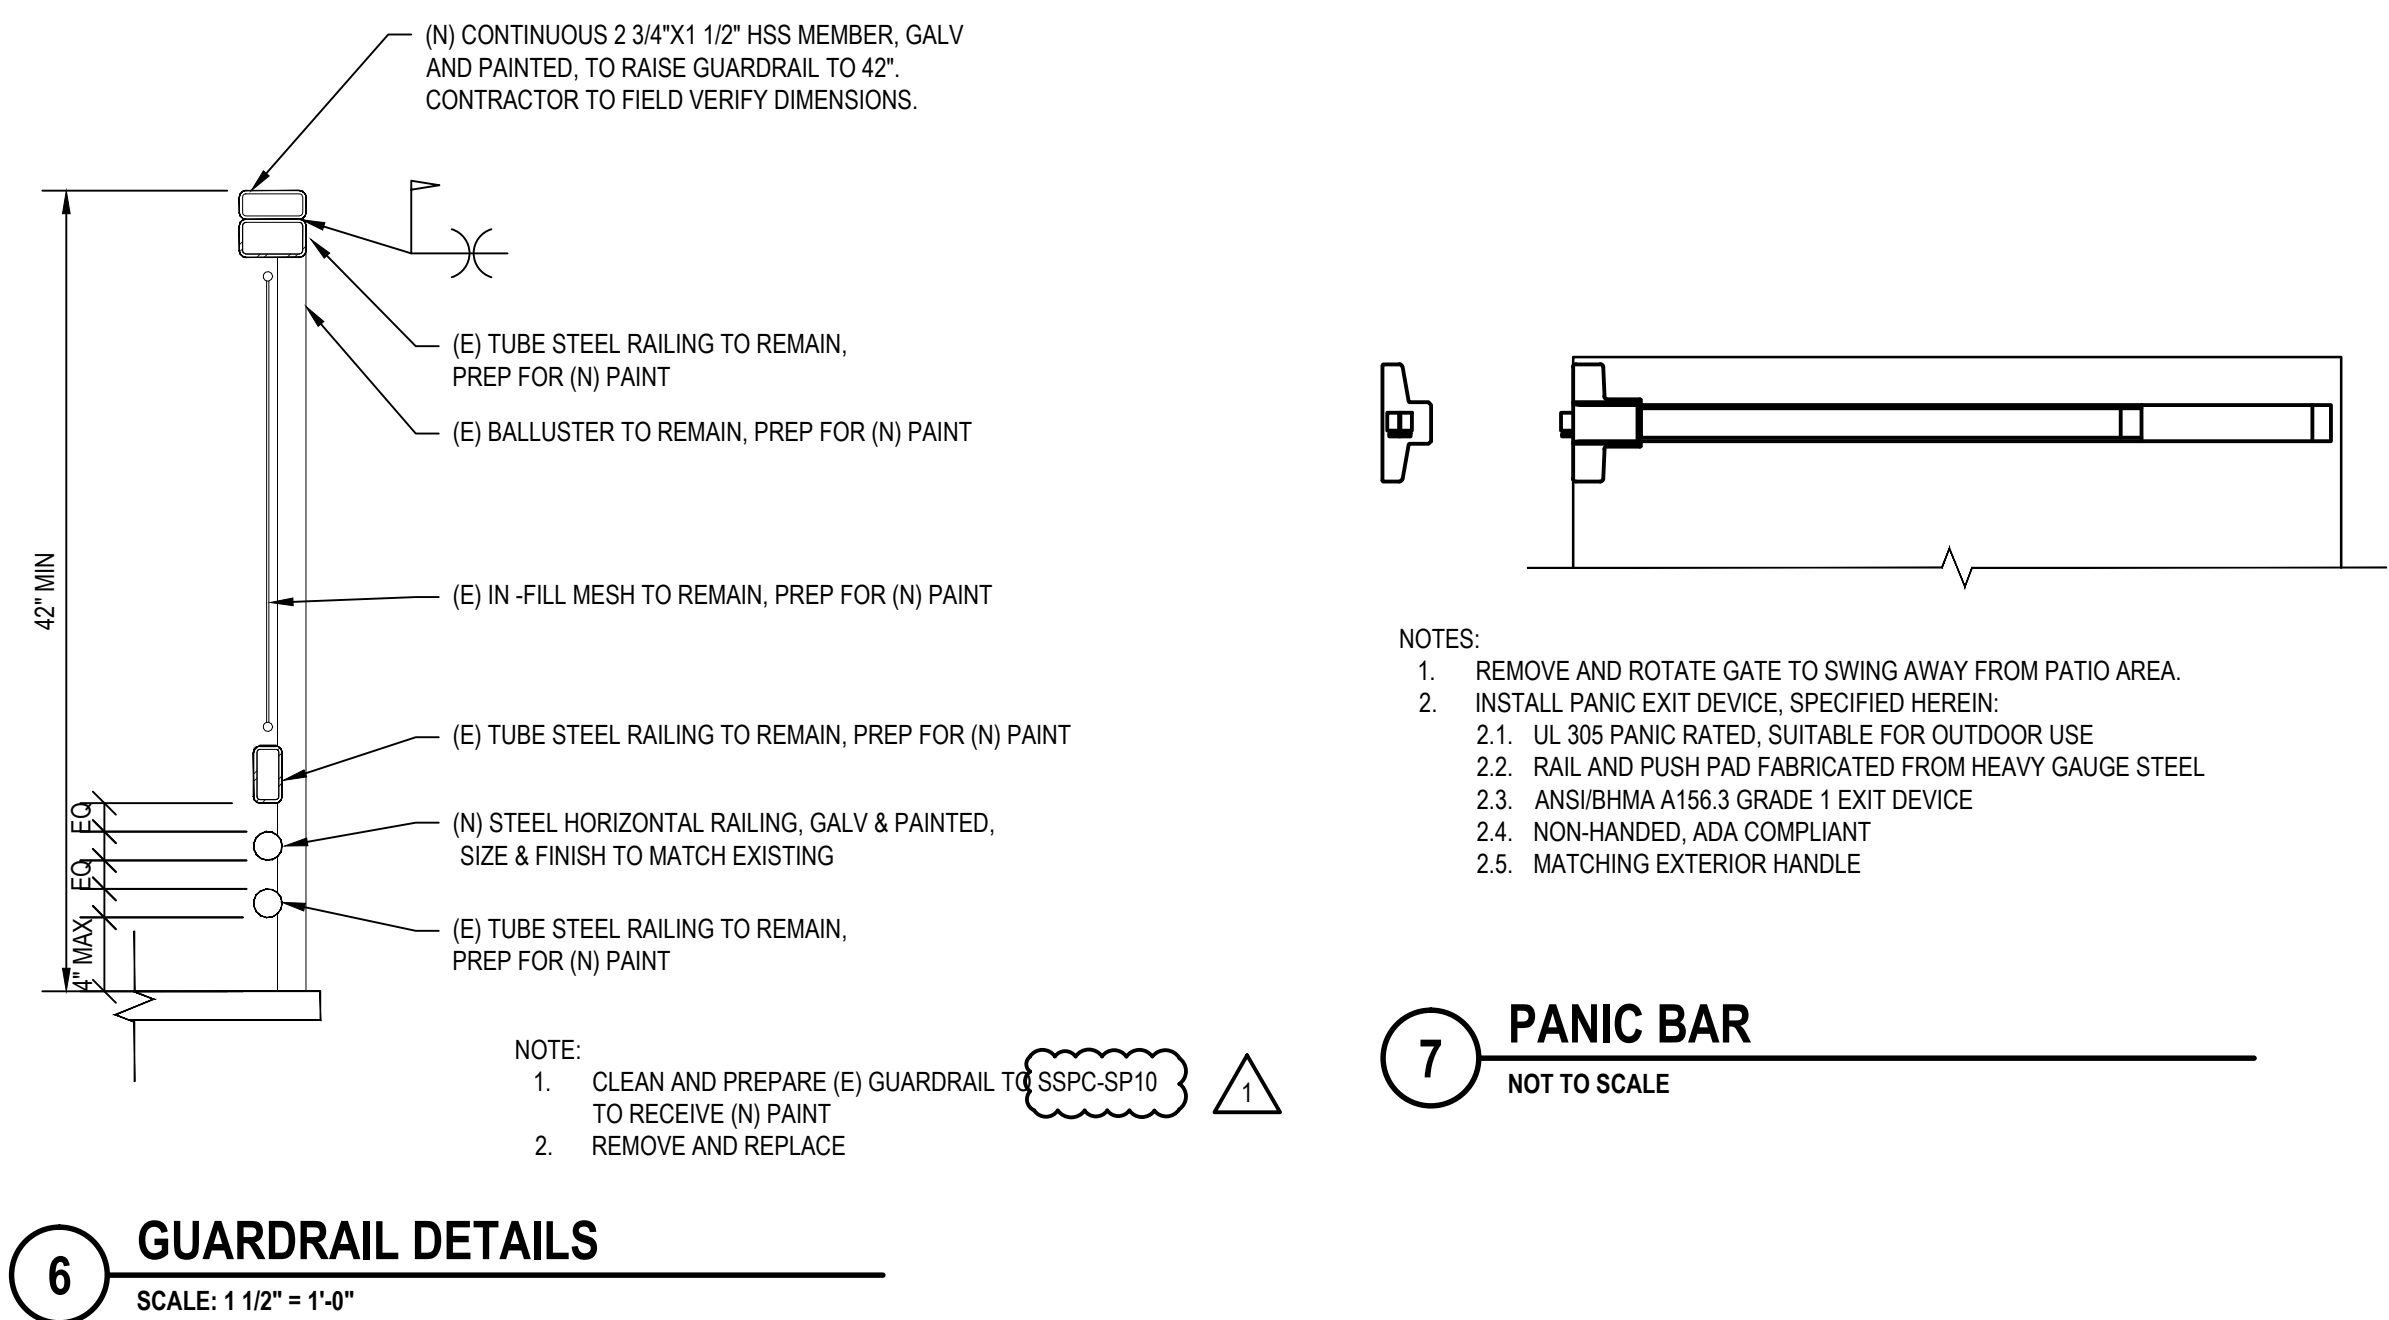 (N) CONTINUOUS 2 3/4"X1 1/2" HSS MEMBER, GALV
AND PAINTED, TO RAISE GUARDRAIL TO 42".
CONTRACTOR TO FIELD VERIFY DIMENSIONS.
(E) TUBE STEEL RAILING TO REMAIN,
PREP FOR (N) PAINT
(E) BALLUSTER TO REMAIN, PREP FOR (N) PAINT
42" MIN
(E) IN -FILL MESH TO REMAIN, PREP FOR (N) PAINT
(E) TUBE STEEL RAILING TO REMAIN, PREP FOR (N) PAINT
EQ
(N) STEEL HORIZONTAL RAILING, GALV & PAINTED,
SIZE & FINISH TO MATCH EXISTING
EQ
(E) TUBE STEEL RAILING TO REMAIN,
PREP FOR (N) PAINT
4" MAX
NOTE:
1. CLEAN AND PREPARE (E) GUARDRAIL TO SSPC-SP10
TO RECEIVE (N) PAINT
2. REMOVE AND REPLACE
1
6
GUARDRAIL DETAILS
SCALE: 1 1/2" = 1'-0"
NOTES:
1. REMOVE AND ROTATE GATE TO SWING AWAY FROM PATIO AREA.
2. INSTALL PANIC EXIT DEVICE, SPECIFIED HEREIN:
2.1. UL 305 PANIC RATED, SUITABLE FOR OUTDOOR USE
2.2. RAIL AND PUSH PAD FABRICATED FROM HEAVY GAUGE STEEL
2.3. ANSI/BHMA A156.3 GRADE 1 EXIT DEVICE
2.4. NON-HANDED, ADA COMPLIANT
2.5. MATCHING EXTERIOR HANDLE
7
PANIC BAR
NOT TO SCALE